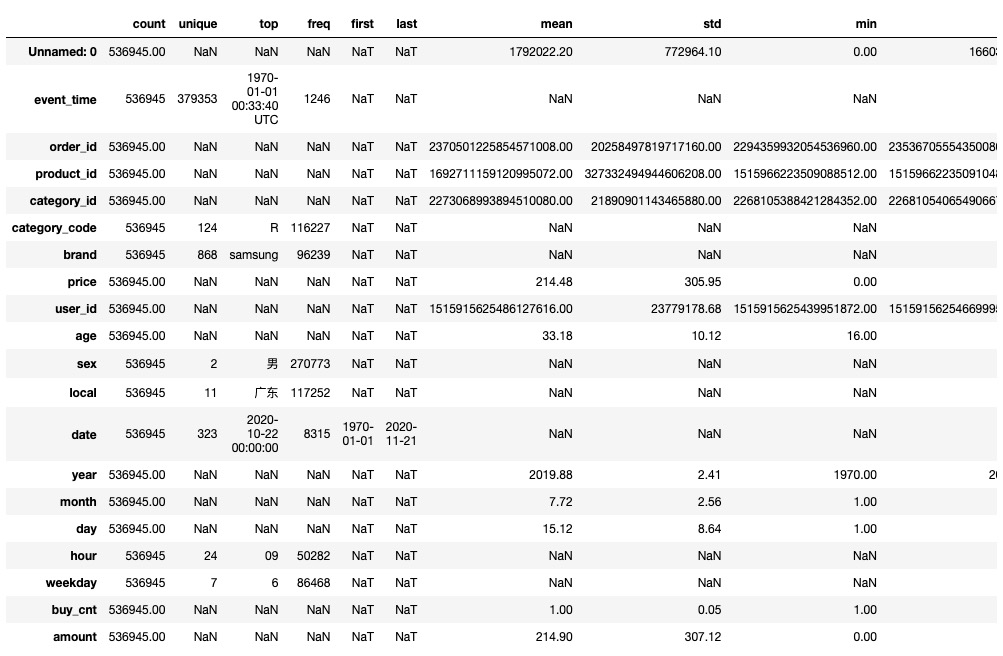 count unique top freq first last mean std min
Unnamed: 0 536945.00 NaN NaN NaN NaT NaT 1792022.20 772964.10 0.00 1660
event_time 536945 379353 1970-
01-01
00:33:40
UTC 1246 NaT NaT NaN NaN NaN
order_id 536945.00 NaN NaN NaN NaT NaT 2370501225854571008.00 20258497819717160.00 2294359932054536960.00 2353670555435008
product_id 536945.00 NaN NaN NaN NaT NaT 1692711159120995072.00 327332494944606208.00 1515966223509088512.00 1515966223509104
category_id 536945.00 NaN NaN NaN NaT NaT 2273068993894510080.00 21890901143465880.00 2268105388421284352.00 226810540654906
category_code 536945 124 R 116227 NaT NaT NaN NaN NaN
brand 536945 868 samsung 96239 NaT NaT NaN NaN NaN
price 536945.00 NaN NaN NaN NaT NaT 214.48 305.95 0.00
user_id 536945.00 NaN NaN NaN NaT NaT 1515915625486127616.00 23779178.68 1515915625439951872.00 151591562546699
age 536945.00 NaN NaN NaN NaT NaT 33.18 10.12 16.00
sex 536945 2 男 270773 NaT NaT NaN NaN NaN
local 536945 11 广东 117252 NaT NaT NaN NaN NaN
date 536945 323 2020-
10-22
00:00:00 8315 1970-
01-01 2020-
11-21 NaN NaN NaN
year 536945.00 NaN NaN NaN NaT NaT 2019.88 2.41 1970.00 2
month 536945.00 NaN NaN NaN NaT NaT 7.72 2.56 1.00
day 536945.00 NaN NaN NaN NaT NaT 15.12 8.64 1.00
hour 536945 24 09 50282 NaT NaT NaN NaN NaN
weekday 536945 7 6 86468 NaT NaT NaN NaN NaN
buy_cnt 536945.00 NaN NaN NaN NaT NaT 1.00 0.05 1.00
amount 536945.00 NaN NaN NaN NaT NaT 214.90 307.12 0.00